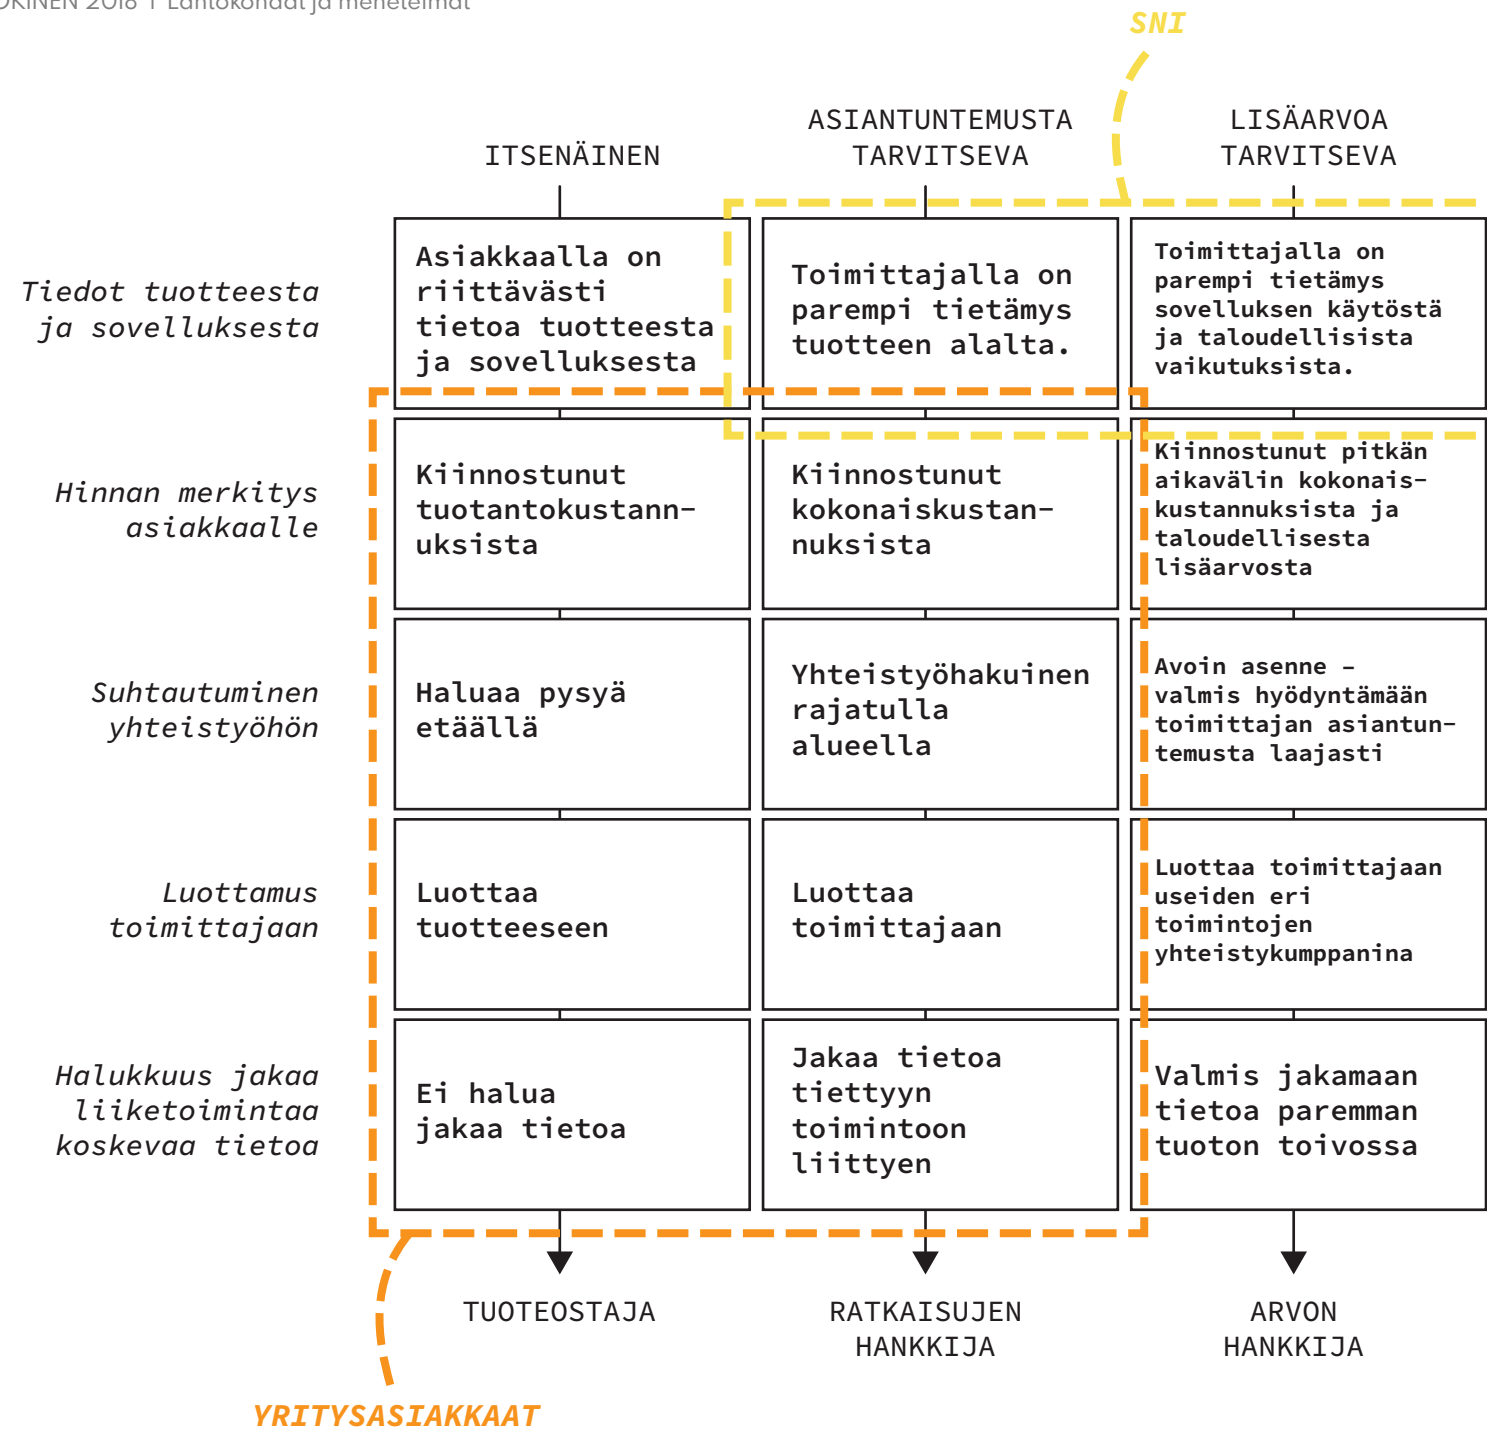 OKINEN 2018 | Lähtökohdat ja menetelmät
SNI
ITSENÄINEN
ASIANTUNTEMUSTA
TARVITSEVA
LISÄARVOA
TARVITSEVA
Tiedot tuotteesta
ja sovelluksesta
Asiakkaalla on
riittävästi
tietoa tuotteesta
ja sovelluksesta
Toimittajalla on
parempi tietämys
tuotteen alalta.
Toimittajalla on
parempi tietämys
sovelluksen käytöstä
ja taloudellisista
vaikutuksista.
Hinnan merkitys
asiakkaalle
Kiinnostunut
tuotantokustann-
uksista
Kiinnostunut
kokonaiskustan-
nuksista
Kiinnostunut pitkän
aikavälin kokonais-
kustannuksista ja
taloudellisesta
lisäarvosta
Suhtautuminen
yhteistyöhön
Haluaa pysyä
etäällä
Yhteistyöhakuinen
rajatulla
alueella
Avoin asenne –
valmis hyödyntämään
toimittajan asiantun-
temusta laajasti
Luottamus
toimittajaan
Luottaa
tuotteeseen
Luottaa
toimittajaan
Luottaa toimittajaan
useiden eri
toimintojen
yhteistykumppanina
Halukkuus jakaa
liiketoimintaa
koskevaa tietoa
Ei halua
jakaa tietoa
Jakaa tietoa
tiettyyn
toimintoon
liittyen
Valmis jakamaan
tietoa paremman
tuoton toivossa
TUOTEOSTAJA
RATKAISUJEN
HANKKIJA
ARVON
HANKKIJA
YRITYSASIAKKAAT